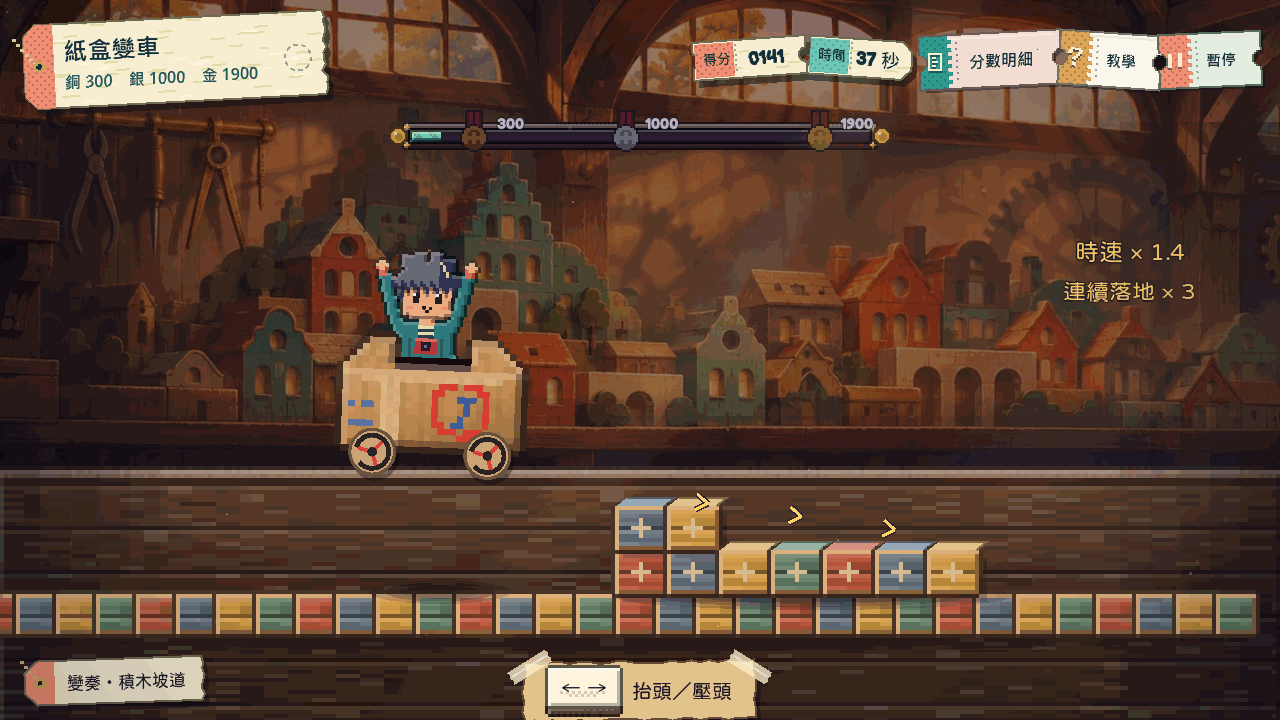 紙盒變車
銅 300 銀 1000 金 1900
得分 0141
時間 37 秒
分數明細
教學
暫停
300 1000 1900
時速 × 1.4
連續落地 × 3
J
變奏・積木坡道
抬頭／壓頭